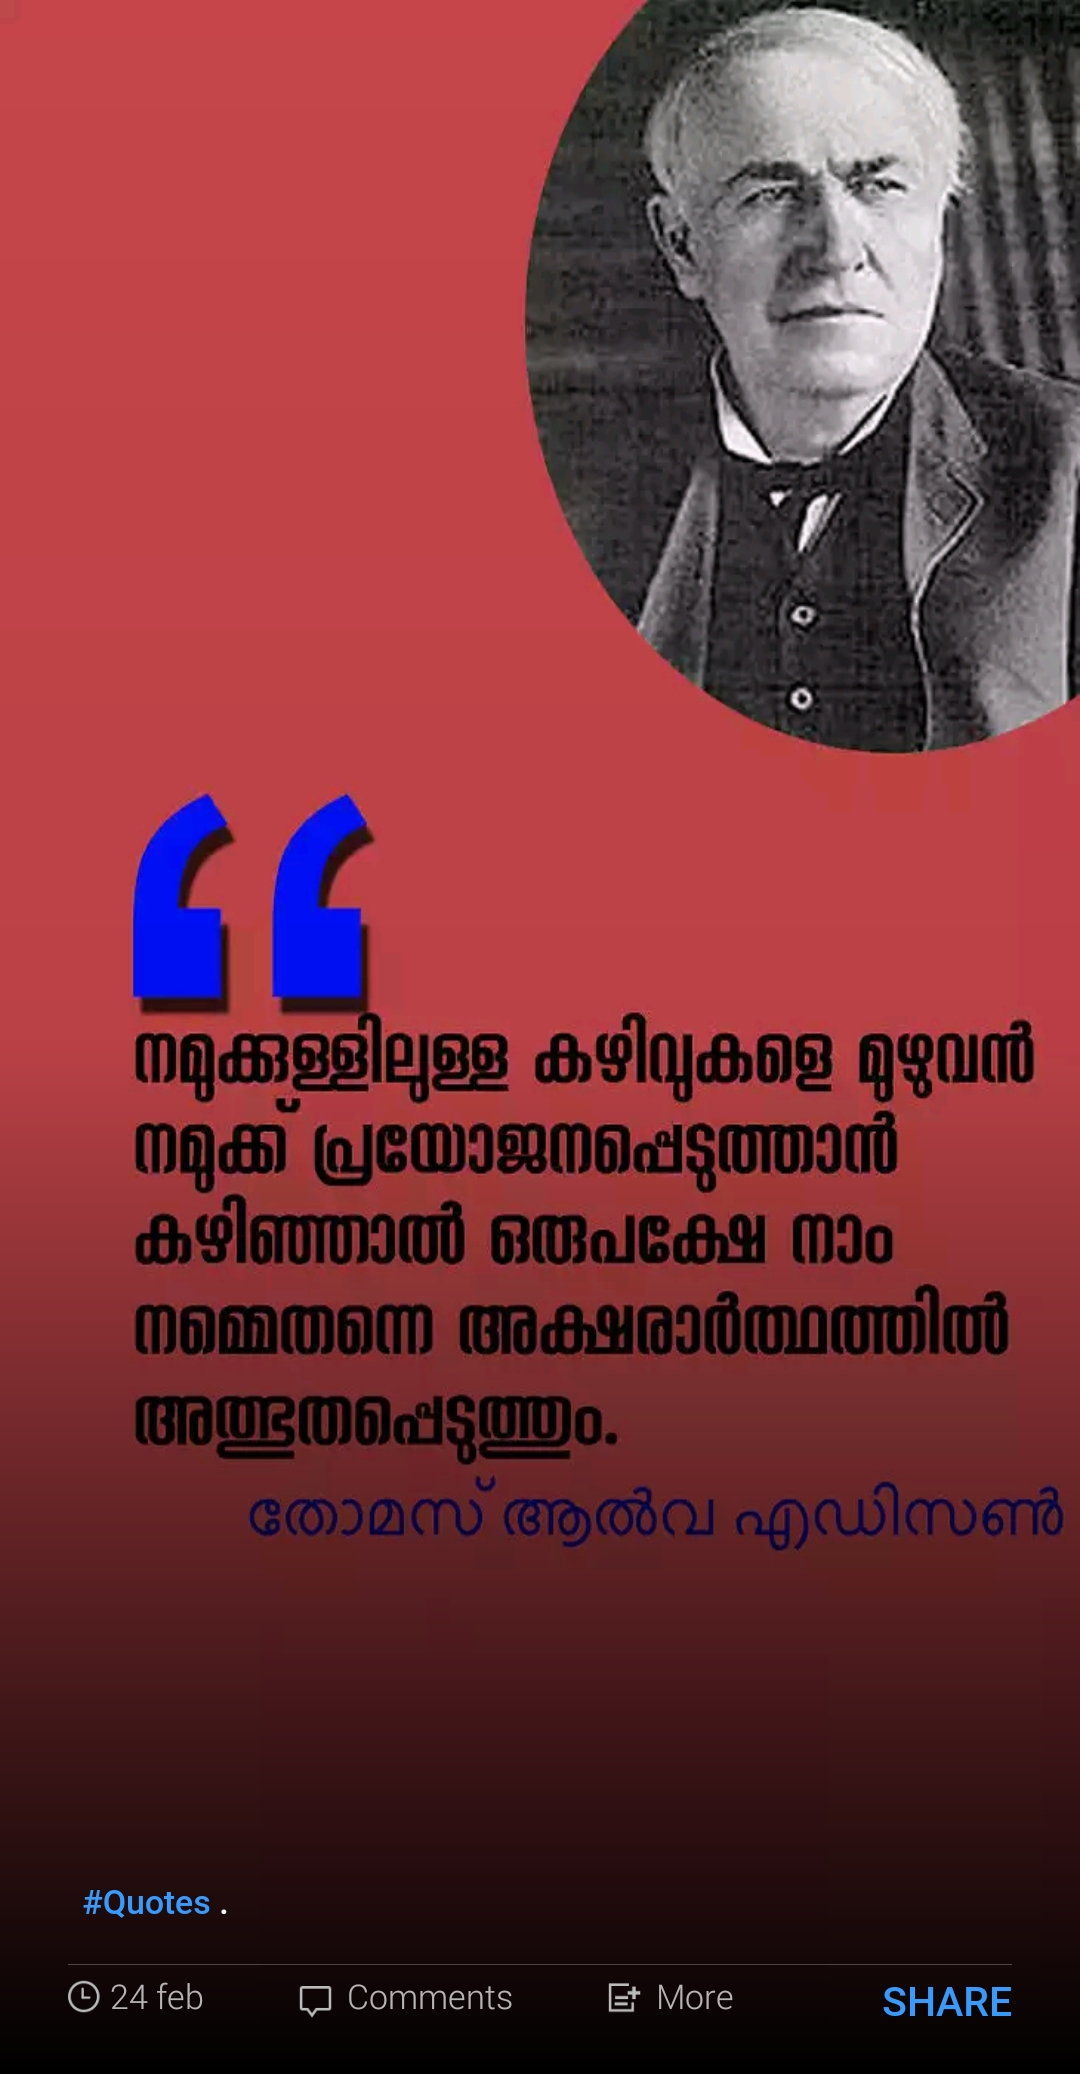 “
നമുക്കുള്ളിലുള്ള കഴിവുകളെ മുഴുവൻ
നമുക്ക് പ്രയോജനപ്പെടുത്താൻ
കഴിഞ്ഞാൽ ഒരുപക്ഷേ നാം
നമ്മെതന്നെ അക്ഷരാർത്ഥത്തിൽ
അത്ഭുതപ്പെടുത്തും.
തോമസ് ആൽവ എഡിസൺ
#Quotes .
24 feb Comments More SHARE